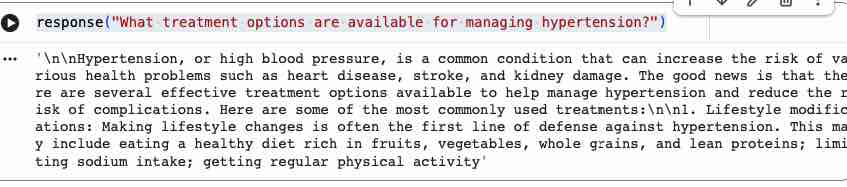 response("What treatment options are available for managing hypertension?")
'\n\nHypertension, or high blood pressure, is a common condition that can increase the risk of va
rious health problems such as heart disease, stroke, and kidney damage. The good news is that the
re are several effective treatment options available to help manage hypertension and reduce the r
isk of complications. Here are some of the most commonly used treatments:\n\n1. Lifestyle modific
ations: Making lifestyle changes is often the first line of defense against hypertension. This ma
y include eating a healthy diet rich in fruits, vegetables, whole grains, and lean proteins; limi
ting sodium intake; getting regular physical activity'